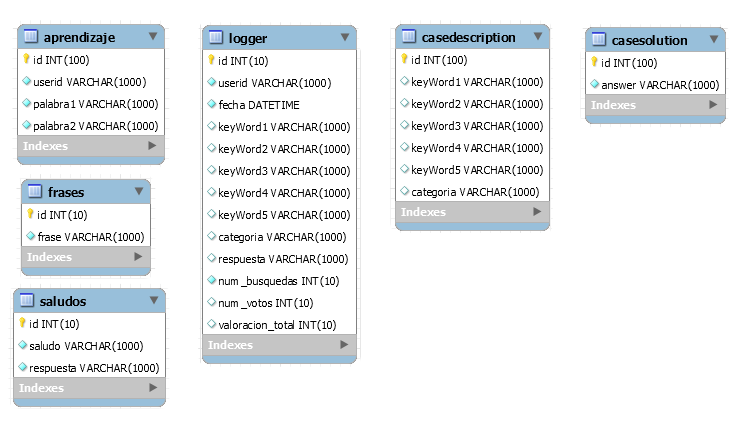 aprendizaje
id INT(100)
userid VARCHAR(1000)
palabra1 VARCHAR(1000)
palabra2 VARCHAR(1000)
Indexes
frases
id INT(10)
frase VARCHAR(1000)
Indexes
saludos
id INT(10)
saludo VARCHAR(1000)
respuesta VARCHAR(1000)
Indexes
logger
id INT(10)
userid VARCHAR(1000)
fecha DATETIME
keyWord1 VARCHAR(1000)
keyWord2 VARCHAR(1000)
keyWord3 VARCHAR(1000)
keyWord4 VARCHAR(1000)
keyWord5 VARCHAR(1000)
categoria VARCHAR(1000)
respuesta VARCHAR(1000)
num_busquedas INT(10)
num_votos INT(10)
valoracion_total INT(10)
Indexes
casedescription
id INT(100)
keyWord1 VARCHAR(1000)
keyWord2 VARCHAR(1000)
keyWord3 VARCHAR(1000)
keyWord4 VARCHAR(1000)
keyWord5 VARCHAR(1000)
categoria VARCHAR(1000)
Indexes
casesolution
id INT(100)
answer VARCHAR(1000)
Indexes